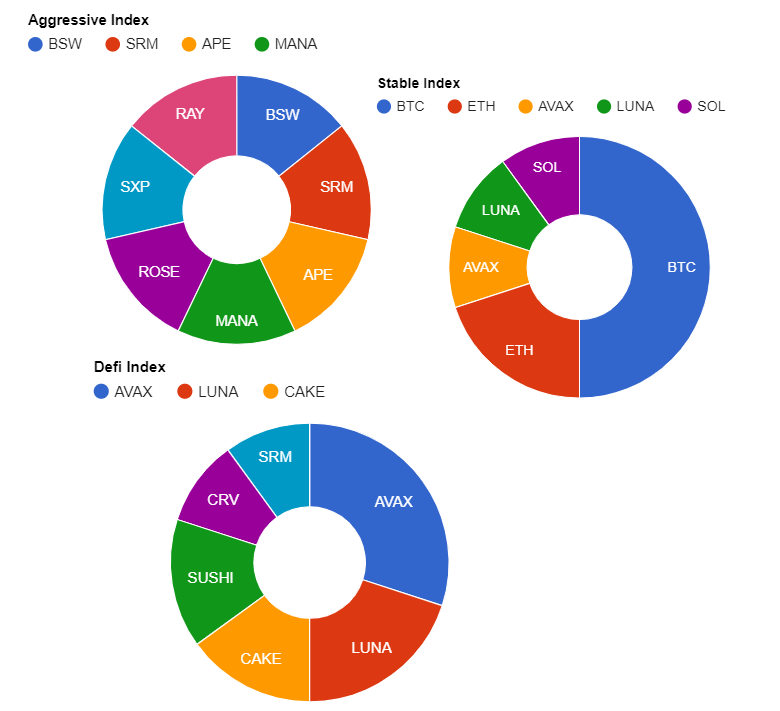 Aggressive Index
BSW SRM APE MANA
RAY
BSW
SXP
SRM
ROSE
APE
MANA
Stable Index
BTC ETH AVAX LUNA SOL
SOL
LUNA
AVAX
BTC
ETH
Defi Index
AVAX LUNA CAKE
SRM
CRV
AVAX
SUSHI
CAKE
LUNA